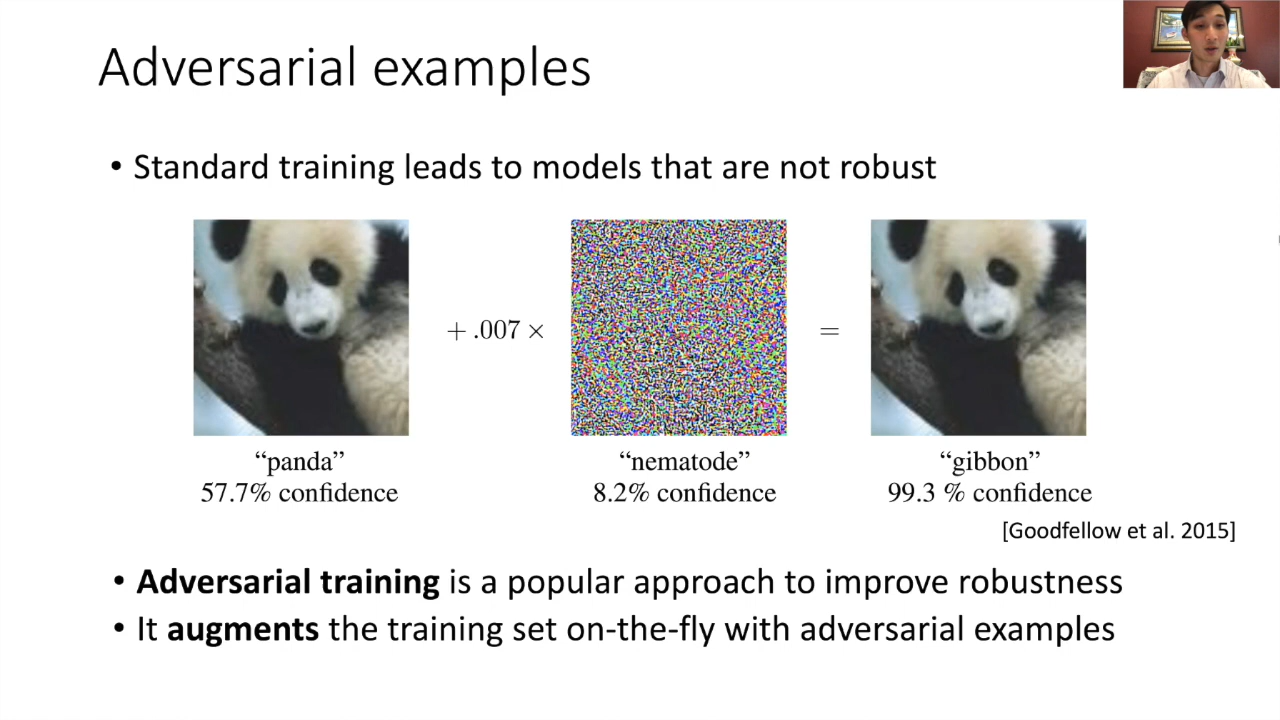 Adversarial examples
• Standard training leads to models that are not robust
+ .007 ×
=
“panda”
57.7% confidence
“nematode”
8.2% confidence
“gibbon”
99.3 % confidence
[Goodfellow et al. 2015]
• Adversarial training is a popular approach to improve robustness
• It augments the training set on-the-fly with adversarial examples